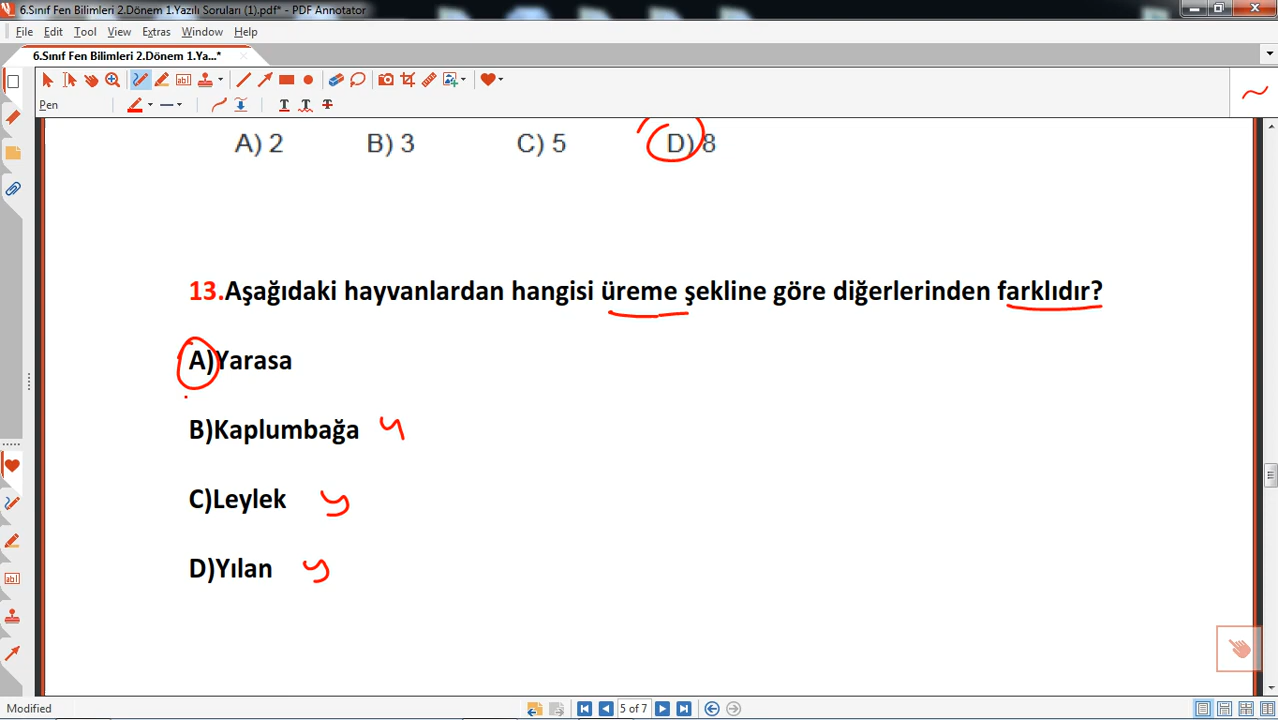 6.Sınıf Fen Bilimleri 2.Dönem 1.Yazılı Soruları (1).pdf* - PDF Annotator
File Edit Tool View Extras Window Help
6.Sınıf Fen Bilimleri 2.Dönem 1.Ya...*
Pen
A) 2 B) 3 C) 5 D) 8
13.Aşağıdaki hayvanlardan hangisi üreme şekline göre diğerlerinden farklıdır?
A)Yarasa
B)Kaplumbağa y
C)Leylek y
D)Yılan y
Modified 5 of 7